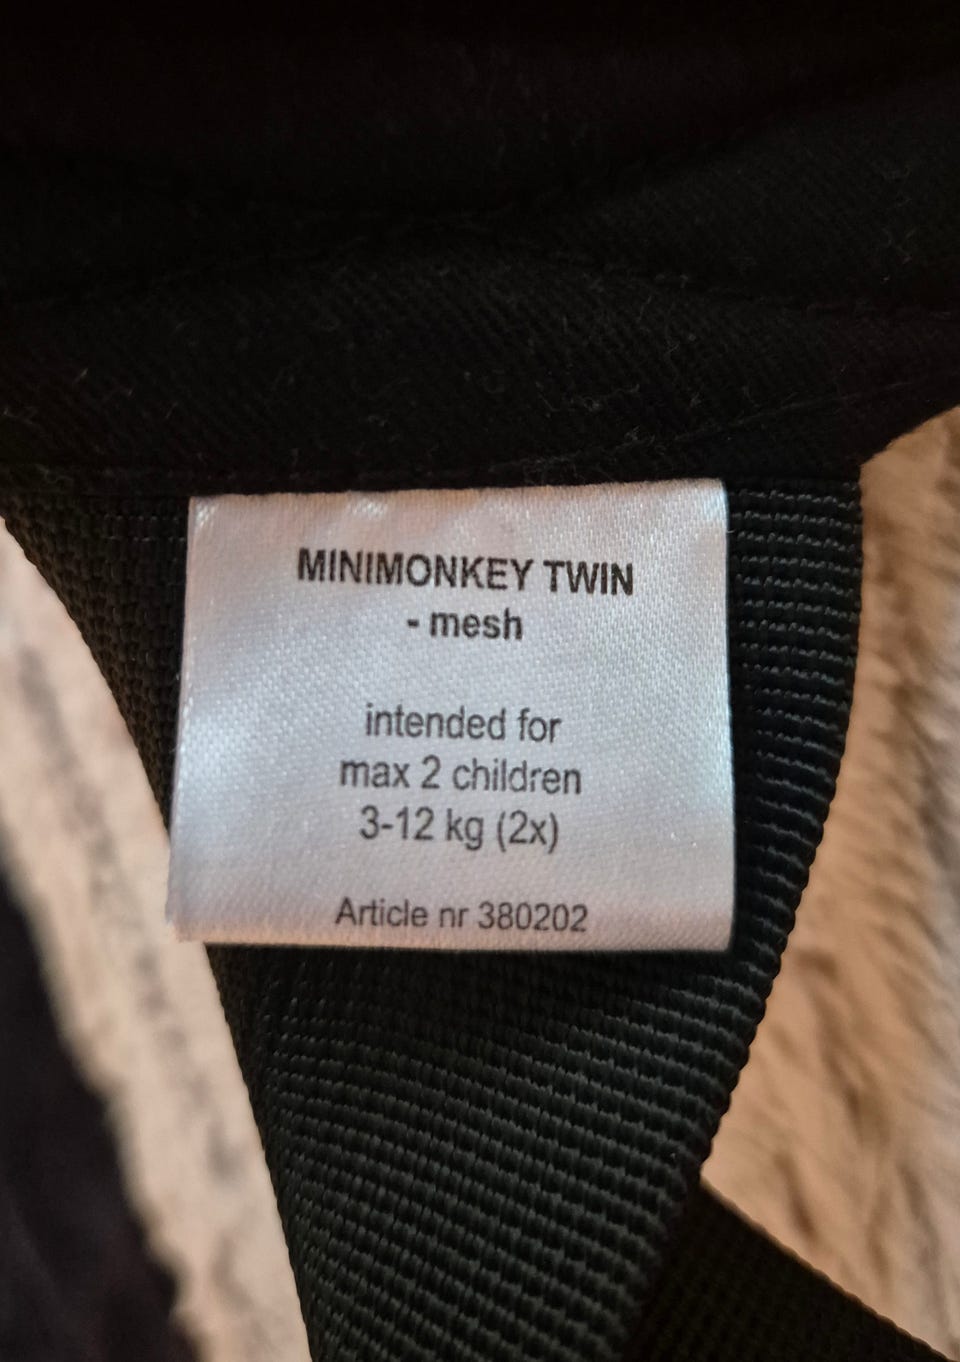 MINIMONKEY TWIN
- mesh
intended for
max 2 children
3-12 kg (2x)
Article nr 380202